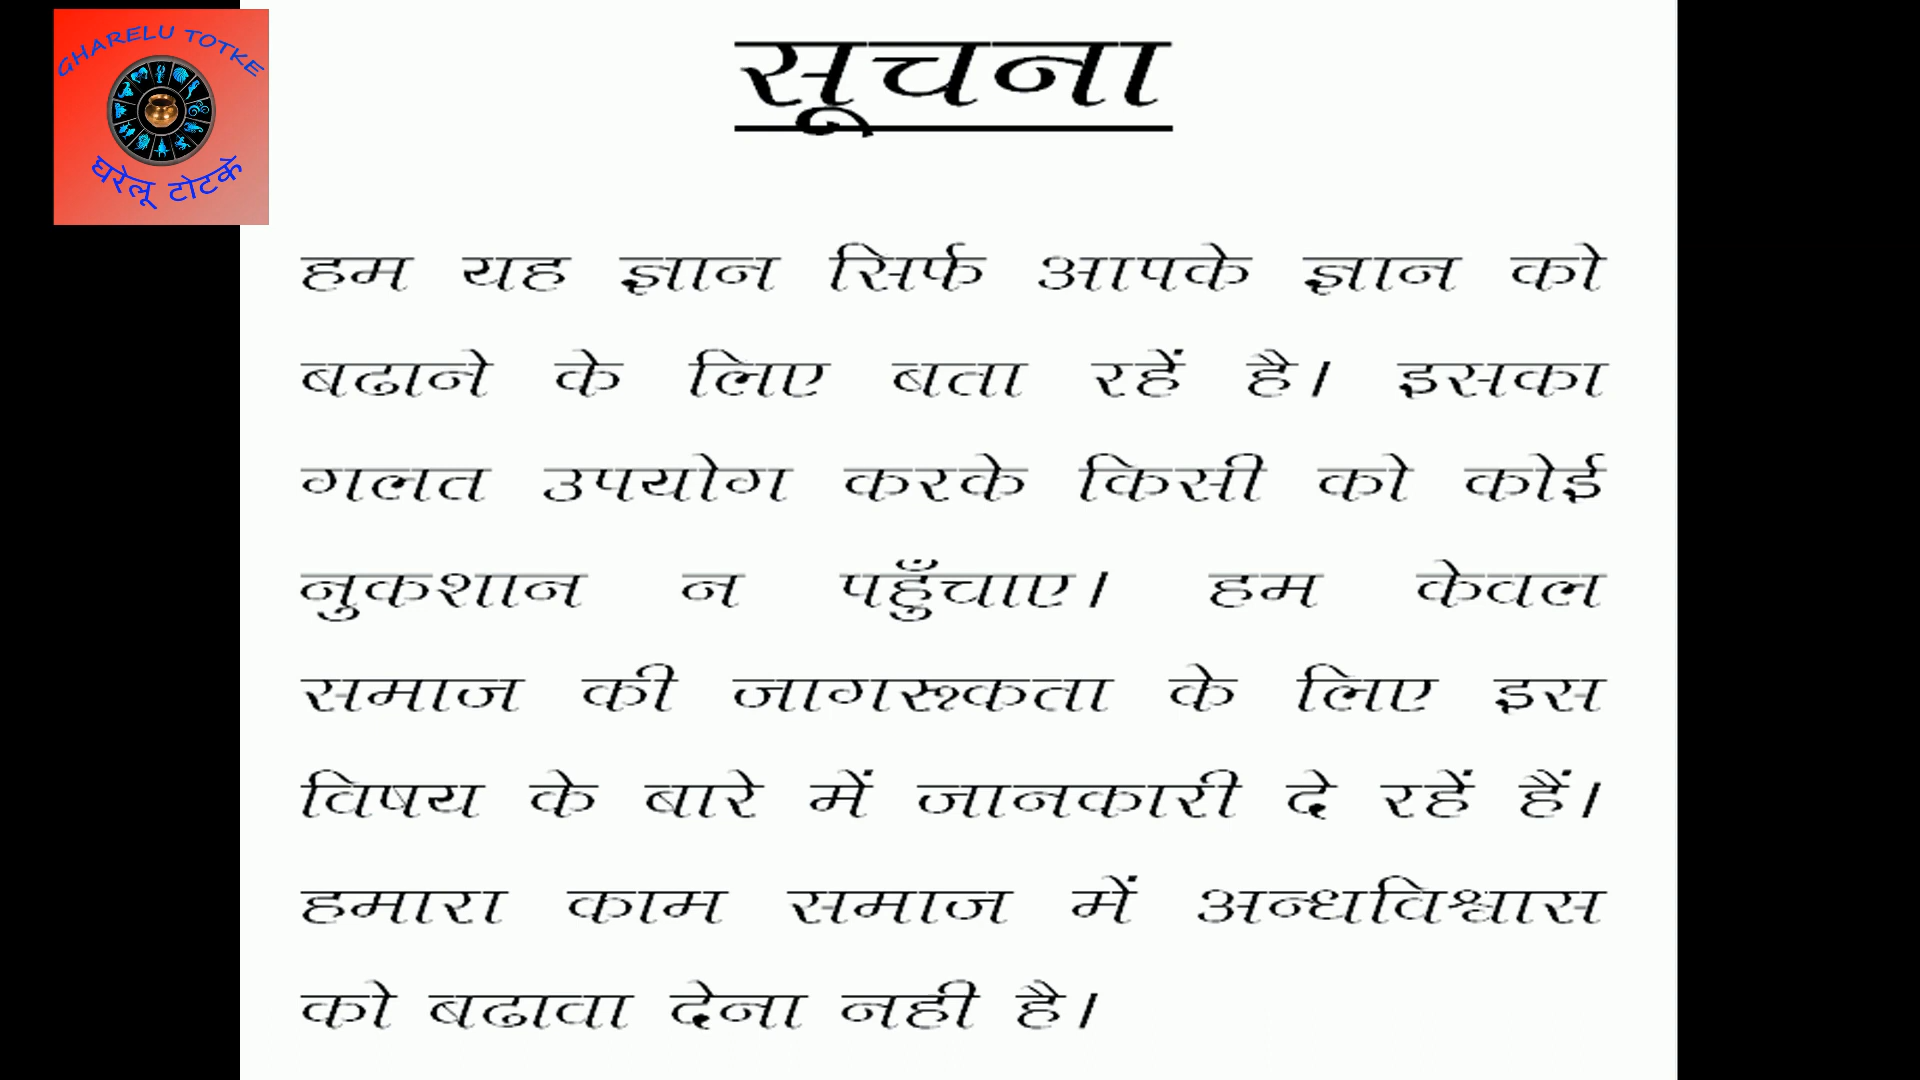 GHARELU TOTKE
घरेलू टोटके
सूचना
हम यह ज्ञान सिर्फ आपके ज्ञान को
बढाने के लिए बता रहें है। इसका
गलत उपयोग करके किसी को कोई
नुकशान न पहुँचाए। हम केवल
समाज की जागरूकता के लिए इस
विषय के बारे में जानकारी दे रहें हैं।
हमारा काम समाज में अन्धविश्वास
को बढावा देना नही है।